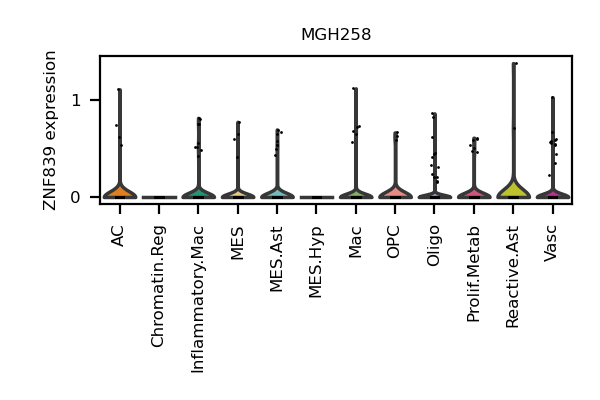 MGH258
ZNF839 expression
1
0
AC
Chromatin.Reg
Inflammatory.Mac
MES
MES.Ast
MES.Hyp
Mac
OPC
Oligo
Prolif.Metab
Reactive.Ast
Vasc